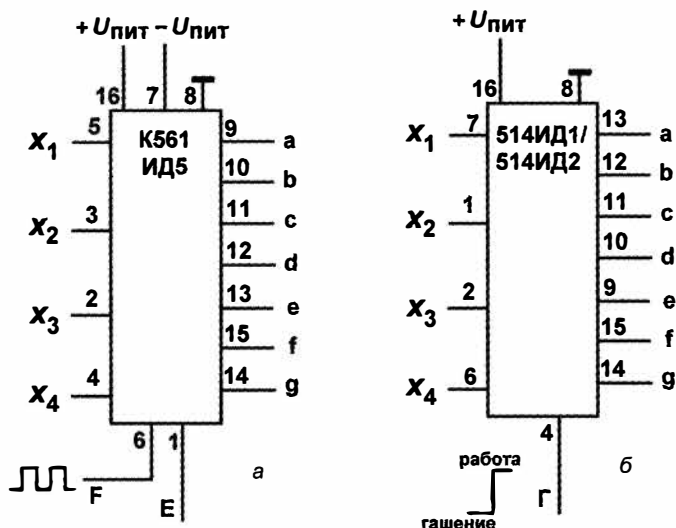 +Uпит −Uпит
16 7 8
5 К561 9 a
X1 ИД5
10 b
3 11 c
X2
12 d
2 13 e
X3
15 f
4 14 g
X4
6 1
F E
а
+Uпит
16 8
7 514ИД1/ 13 a
X1 514ИД2
12 b
1 11 c
X2
10 d
2 9 e
X3
15 f
6 14 g
X4
4
работа
Г
гашение
б